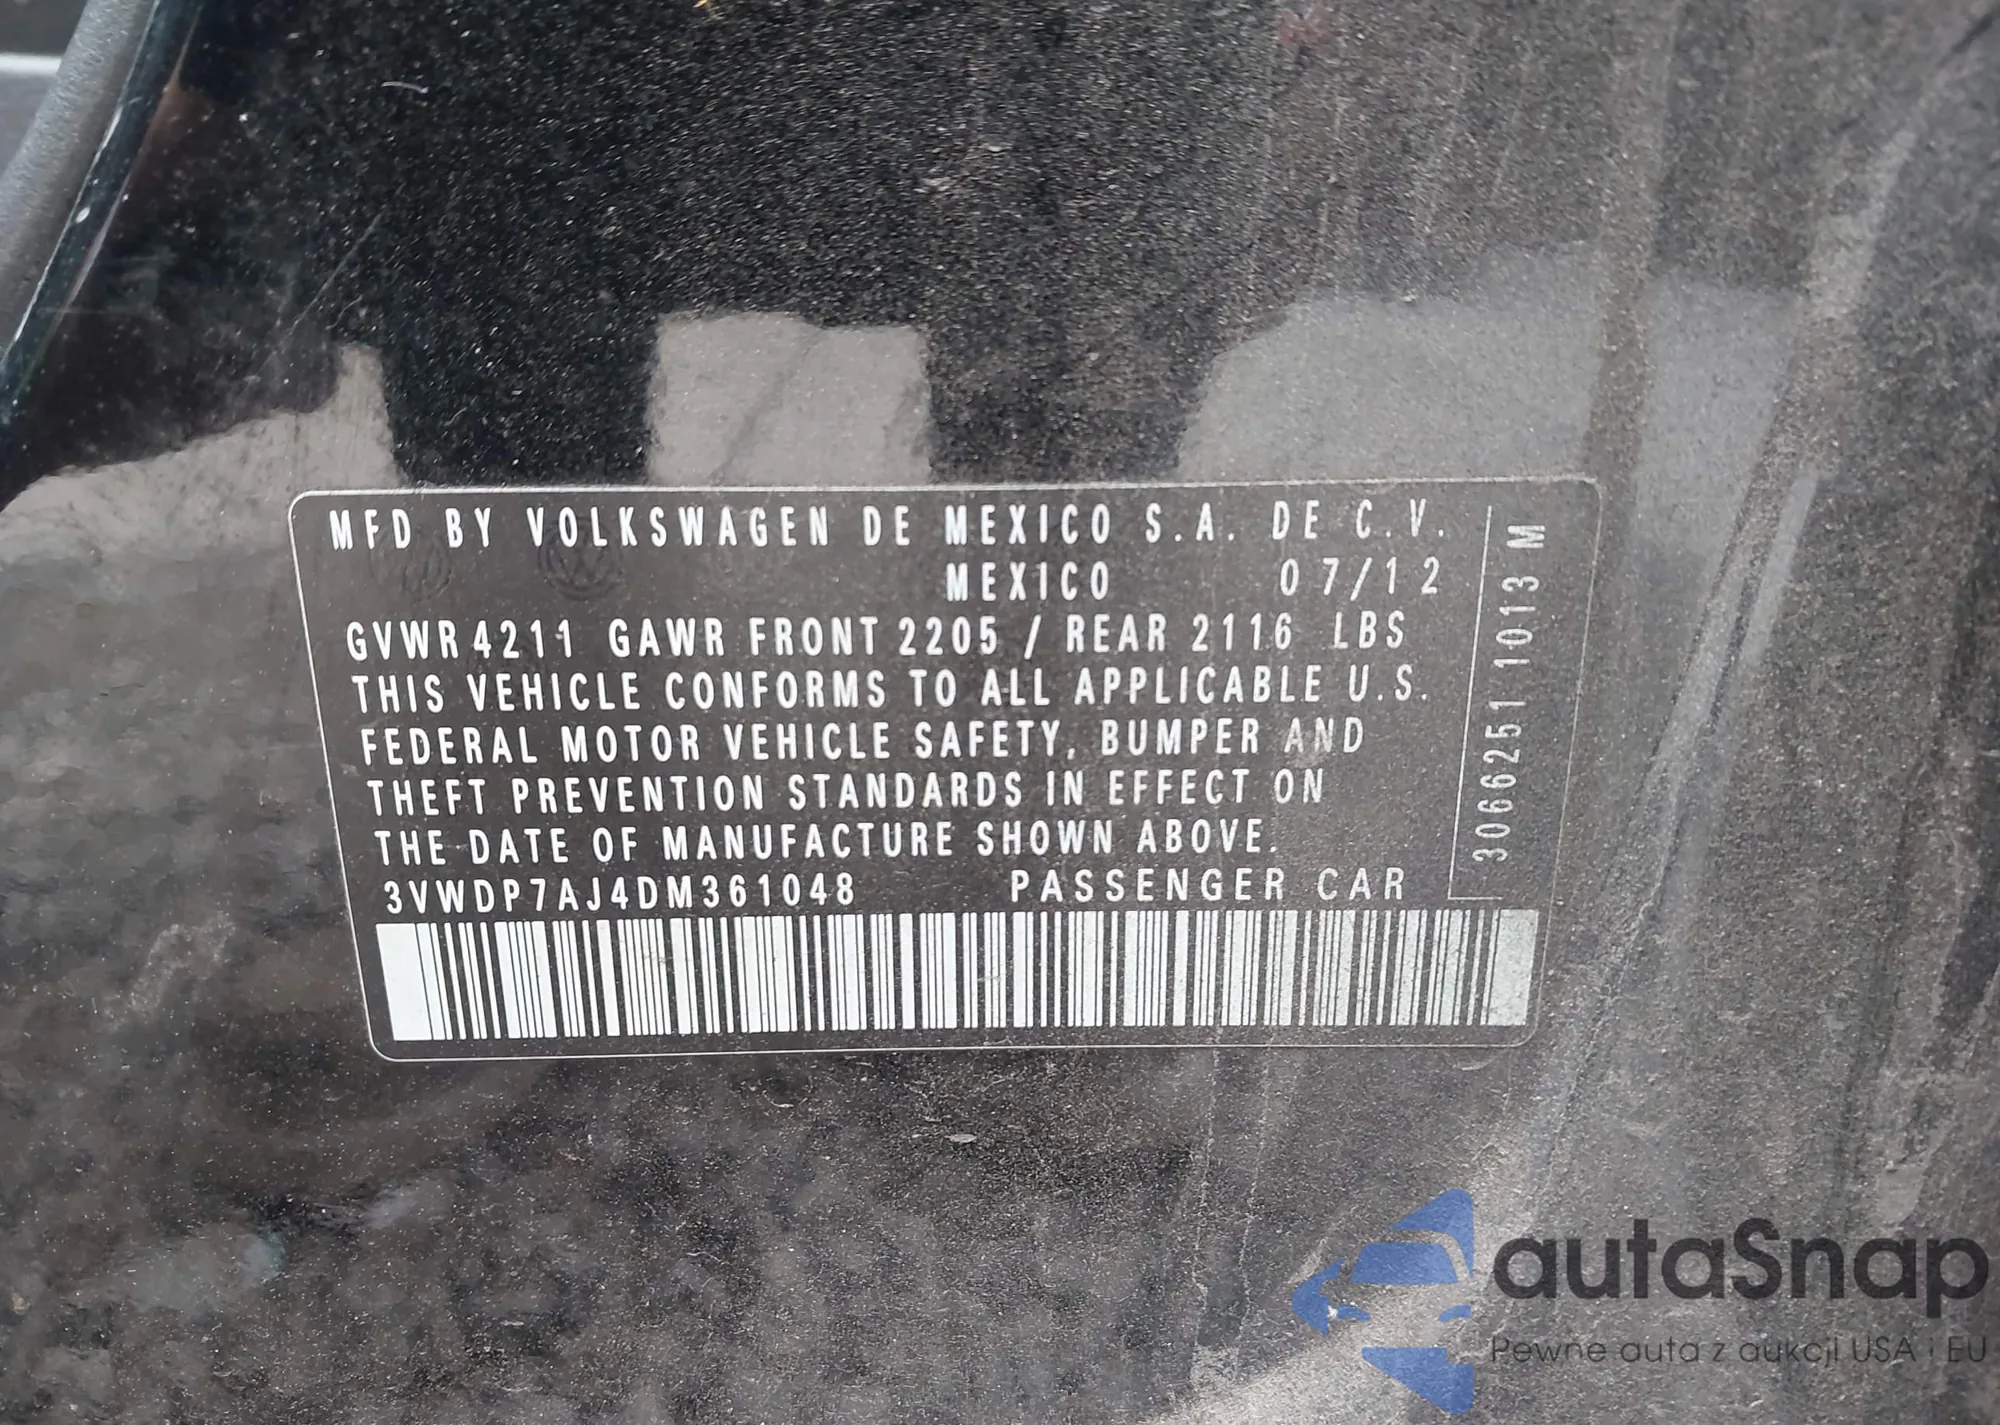 MFD BY VOLKSWAGEN DE MEXICO S.A. DE C.V.
MEXICO 07/12
GVWR 4211 GAWR FRONT 2205 / REAR 2116 LBS
THIS VEHICLE CONFORMS TO ALL APPLICABLE U.S.
FEDERAL MOTOR VEHICLE SAFETY, BUMPER AND
THEFT PREVENTION STANDARDS IN EFFECT ON
THE DATE OF MANUFACTURE SHOWN ABOVE.
3VWDP7AJ4DM361048 PASSENGER CAR
3066251 1013 M
autaSnap
Pewne auta z aukcji USA i EU